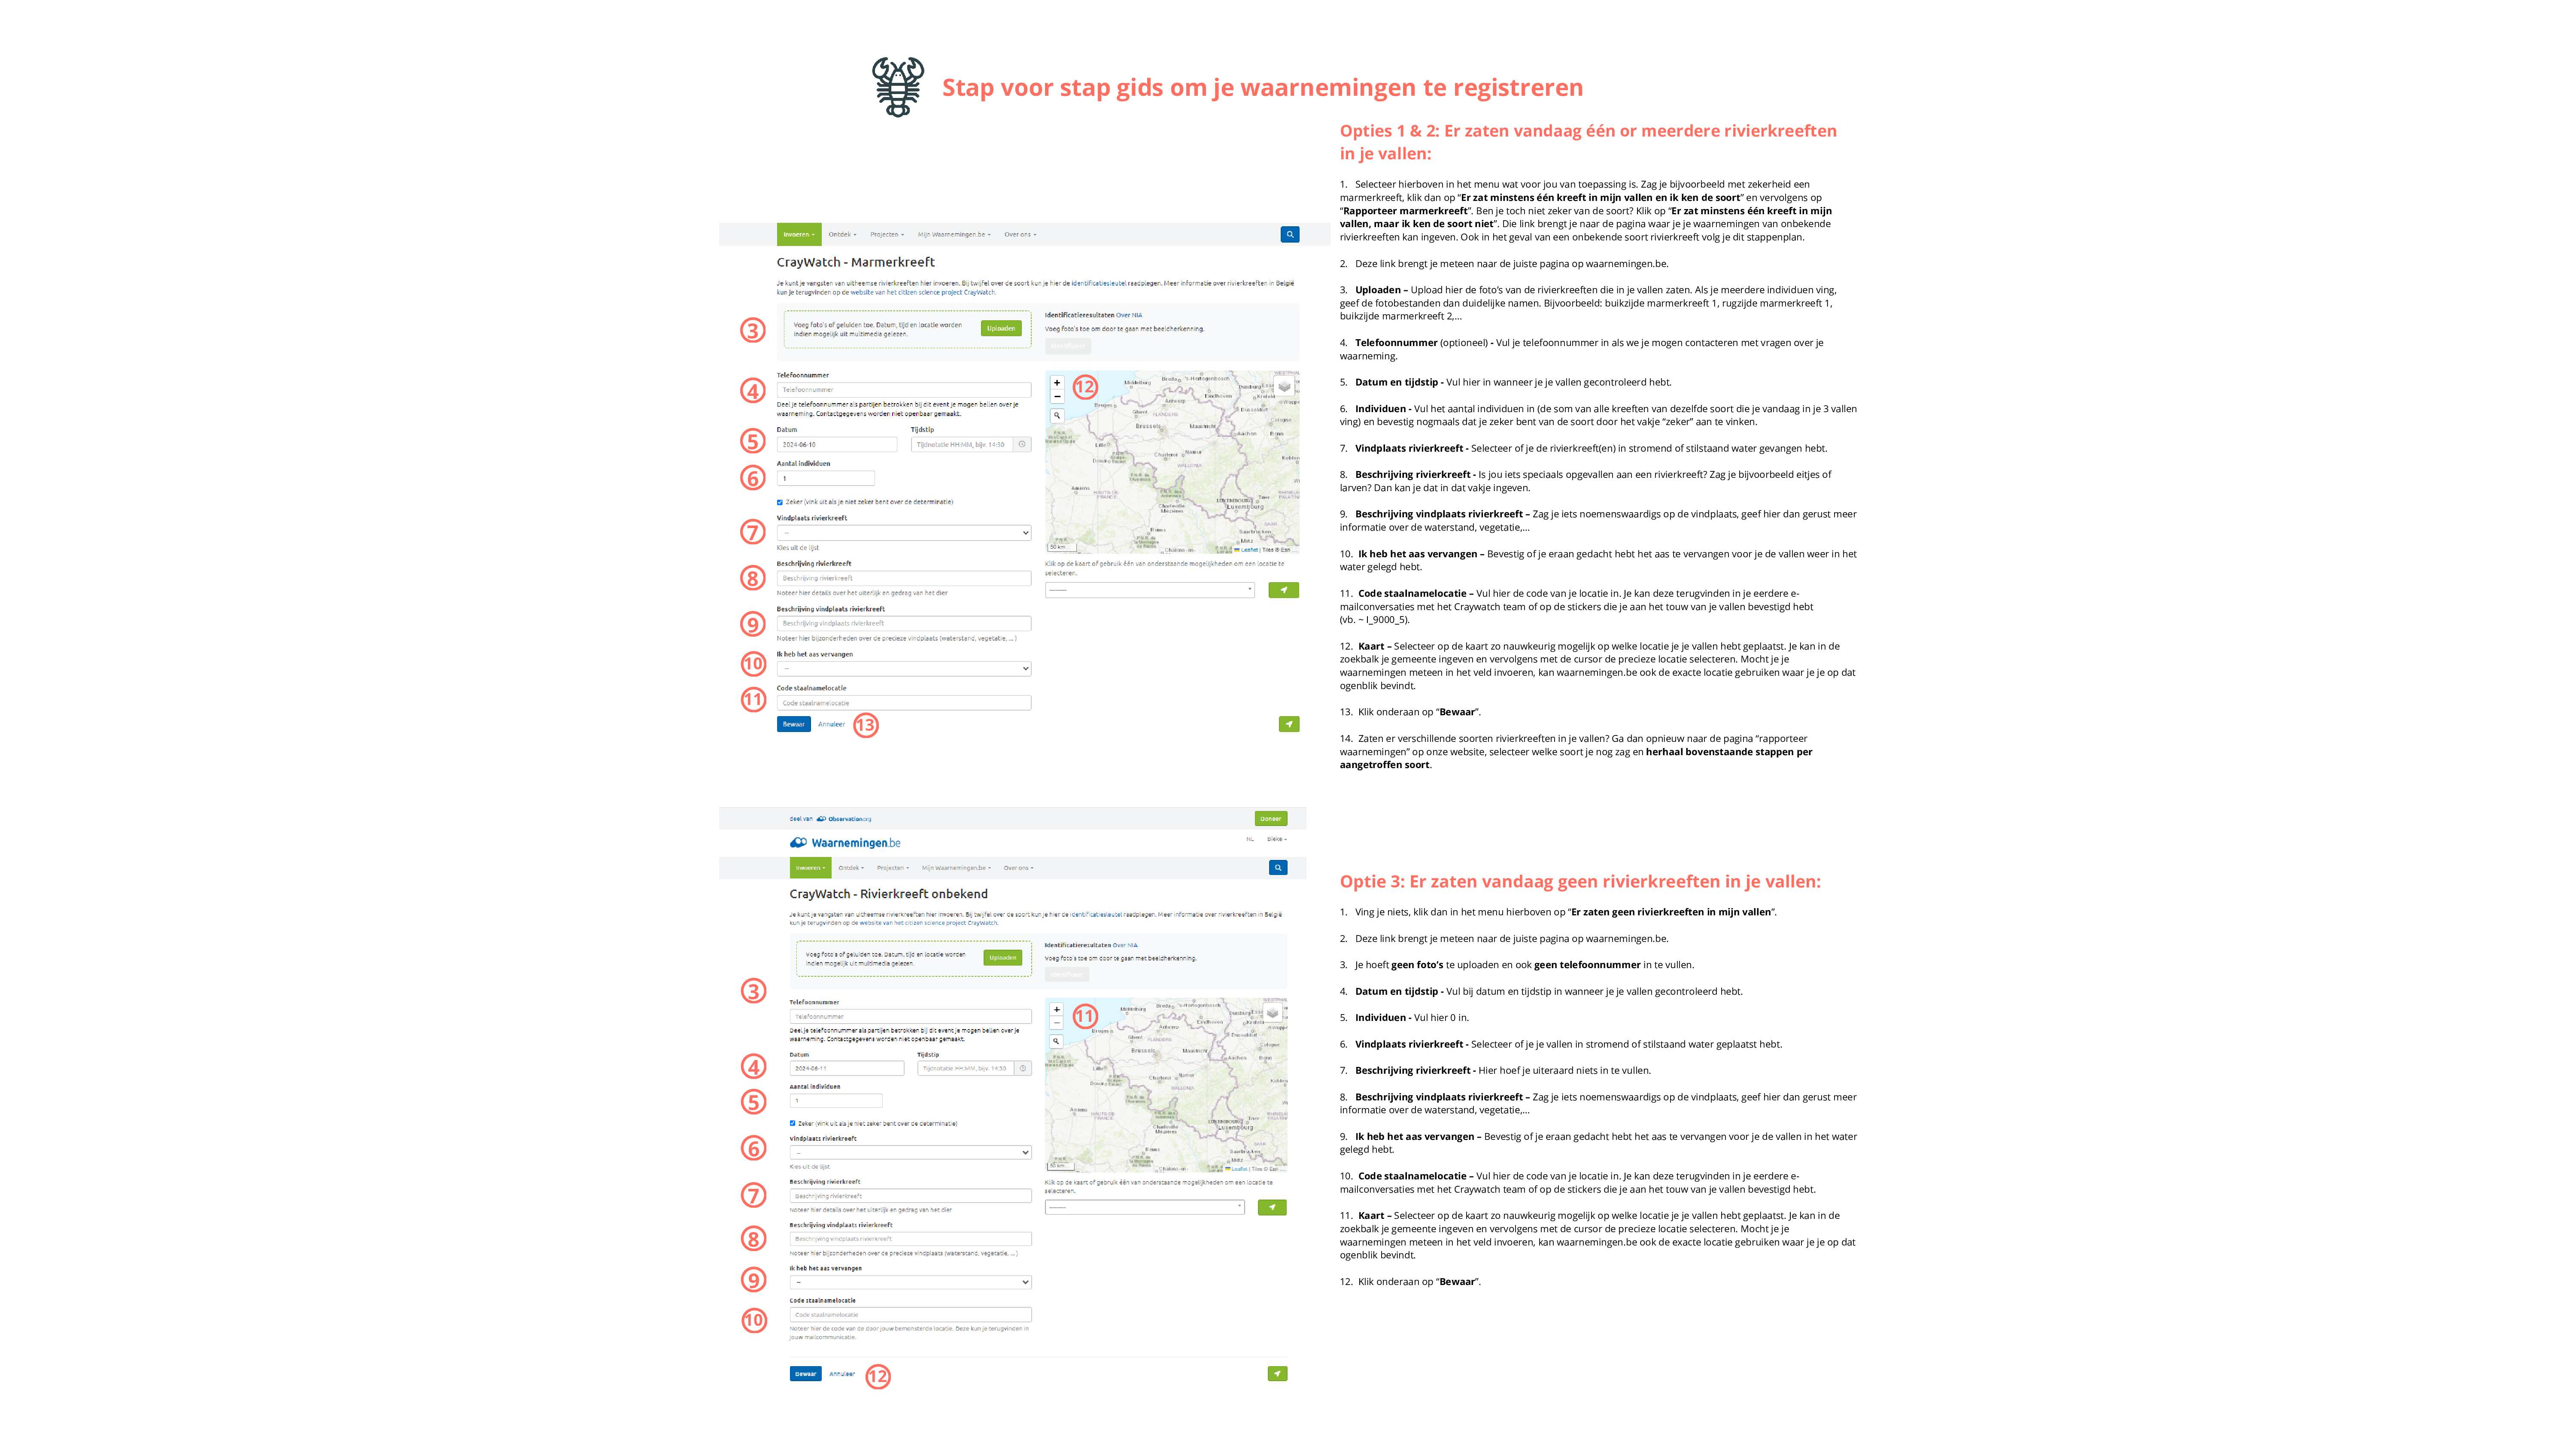 Stap voor stap gids om je waarnemingen te registreren
Opties 1 & 2: Er zaten vandaag één or meerdere rivierkreeften
in je vallen:
1. Selecteer hierboven in het menu wat voor jou van toepassing is. Zag je bijvoorbeeld met zekerheid een
marmerkreeft, klik dan op “Er zat minstens één kreeft in mijn vallen en ik ken de soort” en vervolgens op
“Rapporteer marmerkreeft”. Ben je toch niet zeker van de soort? Klik op “Er zat minstens één kreeft in mijn
vallen, maar ik ken de soort niet”. Die link brengt je naar de pagina waar je je waarnemingen van onbekende
rivierkreeften kan ingeven. Ook in het geval van een onbekende soort rivierkreeft volg je dit stappenplan.
2. Deze link brengt je meteen naar de juiste pagina op waarnemingen.be.
3. Uploaden – Upload hier de foto’s van de rivierkreeften die in je vallen zaten. Als je meerdere individuen ving,
geef de fotobestanden dan duidelijke namen. Bijvoorbeeld: buikzijde marmerkreeft 1, rugzijde marmerkreeft 1,
buikzijde marmerkreeft 2,...
4. Telefoonnummer (optioneel) - Vul je telefoonnummer in als we je mogen contacteren met vragen over je
waarneming.
5. Datum en tijdstip - Vul hier in wanneer je je vallen gecontroleerd hebt.
6. Individuen - Vul het aantal individuen in (de som van alle kreeften van dezelfde soort die je vandaag in je 3 vallen
ving) en bevestig nogmaals dat je zeker bent van de soort door het vakje “zeker” aan te vinken.
7. Vindplaats rivierkreeft - Selecteer of je de rivierkreeft(en) in stromend of stilstaand water gevangen hebt.
8. Beschrijving rivierkreeft - Is jou iets speciaals opgevallen aan een rivierkreeft? Zag je bijvoorbeeld eitjes of
larven? Dan kan je dat in dat vakje ingeven.
9. Beschrijving vindplaats rivierkreeft – Zag je iets noemenswaardigs op de vindplaats, geef hier dan gerust meer
informatie over de waterstand, vegetatie,...
10. Ik heb het aas vervangen – Bevestig of je eraan gedacht hebt het aas te vervangen voor je de vallen weer in het
water gelegd hebt.
11. Code staalnamelocatie – Vul hier de code van je locatie in. Je kan deze terugvinden in je eerdere e-
mailconversaties met het Craywatch team of op de stickers die je aan het touw van je vallen bevestigd hebt
(vb. ~ I_9000_5).
12. Kaart – Selecteer op de kaart zo nauwkeurig mogelijk op welke locatie je je vallen hebt geplaatst. Je kan in de
zoekbalk je gemeente ingeven en vervolgens met de cursor de precieze locatie selecteren. Mocht je je
waarnemingen meteen in het veld invoeren, kan waarnemingen.be ook de exacte locatie gebruiken waar je je op dat
ogenblik bevindt.
13. Klik onderaan op “Bewaar”.
14. Zaten er verschillende soorten rivierkreeften in je vallen? Ga dan opnieuw naar de pagina “rapporteer
waarnemingen” op onze website, selecteer welke soort je nog zag en herhaal bovenstaande stappen per
aangetroffen soort.
Invoeren Ontdek Projecten Mijn Waarnemingen.be Over ons
CrayWatch - Marmerkreeft
Je kunt je vangsten van uitheemse rivierkreeften hier invoeren. Bij twijfel over de soort kun je hier de identificatiesleutel raadplegen. Meer informatie over rivierkreeften in België
kun je terugvinden op de website van het citizen science project CrayWatch.
3
Voeg foto's of geluiden toe. Datum, tijd en locatie worden
indien mogelijk uit multimedia gelezen.
Uploaden
Identificatieresultaten Over NIA
Voeg foto's toe om door te gaan met beeldherkenning.
4
Telefoonnummer
Telefoonnummer
Deel je telefoonnummer als partijen betrokken bij dit event je mogen bellen over je
waarneming. Contactgegevens worden niet openbaar gemaakt.
5
Datum Tijdstip
2024-06-10 Tijdnotatie HH:MM, bijv. 14:50
6
Aantal individuen
1
Zeker (vink uit als je niet zeker bent over de determinatie)
7
Vindplaats rivierkreeft
--
Kies uit de lijst
8
Beschrijving rivierkreeft
Beschrijving rivierkreeft
Noteer hier details over het uiterlijk en gedrag van het dier
9
Beschrijving vindplaats rivierkreeft
Beschrijving vindplaats rivierkreeft
Noteer hier bijzonderheden over de precieze vindplaats (waterstand, vegetatie, ... )
10
Ik heb het aas vervangen
--
11
Code staalnamelocatie
Code staalnamelocatie
Bewaar Annuleer
13
12
Middelburg
's-Hertogenbosch
Eindhoven
Antwerp
Brussels
Maastricht
Aachen
Bonn
Charleroi
Namur
WALLONIA
Amiens
HAUTS-DE-
FRANCE
Luxembourg
Metz
50 km
Leaflet | Tiles © Esri
Klik op de kaart of gebruik één van onderstaande mogelijkheden om een locatie te
selecteren.
---------
deel van Observation.org
Doneer
Waarnemingen.be
NL
Invoeren Ontdek Projecten Mijn Waarnemingen.be Over ons
CrayWatch - Rivierkreeft onbekend
Je kunt je vangsten van uitheemse rivierkreeften hier invoeren. Bij twijfel over de soort kun je hier de identificatiesleutel raadplegen. Meer informatie over rivierkreeften in België
kun je terugvinden op de website van het citizen science project CrayWatch.
Voeg foto's of geluiden toe. Datum, tijd en locatie worden
indien mogelijk uit multimedia gelezen.
Uploaden
Identificatieresultaten Over NIA
Voeg foto's toe om door te gaan met beeldherkenning.
3
Telefoonnummer
Telefoonnummer
Deel je telefoonnummer als partijen betrokken bij dit event je mogen bellen over je
waarneming. Contactgegevens worden niet openbaar gemaakt.
4
Datum Tijdstip
2024-06-11 Tijdnotatie HH:MM, bijv. 14:50
5
Aantal individuen
1
Zeker (vink uit als je niet zeker bent over de determinatie)
6
Vindplaats rivierkreeft
--
Kies uit de lijst
7
Beschrijving rivierkreeft
Beschrijving rivierkreeft
Noteer hier details over het uiterlijk en gedrag van het dier
8
Beschrijving vindplaats rivierkreeft
Beschrijving vindplaats rivierkreeft
Noteer hier bijzonderheden over de precieze vindplaats (waterstand, vegetatie, ... )
9
Ik heb het aas vervangen
--
10
Code staalnamelocatie
Code staalnamelocatie
Noteer hier de code van de door jouw bemonsterde locatie. Deze kun je terugvinden in
jouw mailcommunicatie.
Bewaar Annuleer
12
11
Middelburg
Eindhoven
Brussels
Maastricht
Aachen
Bonn
Namur
WALLONIA
Luxembourg
Metz
50 km
Leaflet | Tiles © Esri
Klik op de kaart of gebruik één van onderstaande mogelijkheden om een locatie te
selecteren.
---------
Optie 3: Er zaten vandaag geen rivierkreeften in je vallen:
1. Ving je niets, klik dan in het menu hierboven op “Er zaten geen rivierkreeften in mijn vallen”.
2. Deze link brengt je meteen naar de juiste pagina op waarnemingen.be.
3. Je hoeft geen foto’s te uploaden en ook geen telefoonnummer in te vullen.
4. Datum en tijdstip - Vul bij datum en tijdstip in wanneer je je vallen gecontroleerd hebt.
5. Individuen - Vul hier 0 in.
6. Vindplaats rivierkreeft - Selecteer of je je vallen in stromend of stilstaand water geplaatst hebt.
7. Beschrijving rivierkreeft - Hier hoef je uiteraard niets in te vullen.
8. Beschrijving vindplaats rivierkreeft – Zag je iets noemenswaardigs op de vindplaats, geef hier dan gerust meer
informatie over de waterstand, vegetatie,...
9. Ik heb het aas vervangen – Bevestig of je eraan gedacht hebt het aas te vervangen voor je de vallen in het water
gelegd hebt.
10. Code staalnamelocatie – Vul hier de code van je locatie in. Je kan deze terugvinden in je eerdere e-
mailconversaties met het Craywatch team of op de stickers die je aan het touw van je vallen bevestigd hebt.
11. Kaart – Selecteer op de kaart zo nauwkeurig mogelijk op welke locatie je je vallen hebt geplaatst. Je kan in de
zoekbalk je gemeente ingeven en vervolgens met de cursor de precieze locatie selecteren. Mocht je je
waarnemingen meteen in het veld invoeren, kan waarnemingen.be ook de exacte locatie gebruiken waar je je op dat
ogenblik bevindt.
12. Klik onderaan op “Bewaar”.